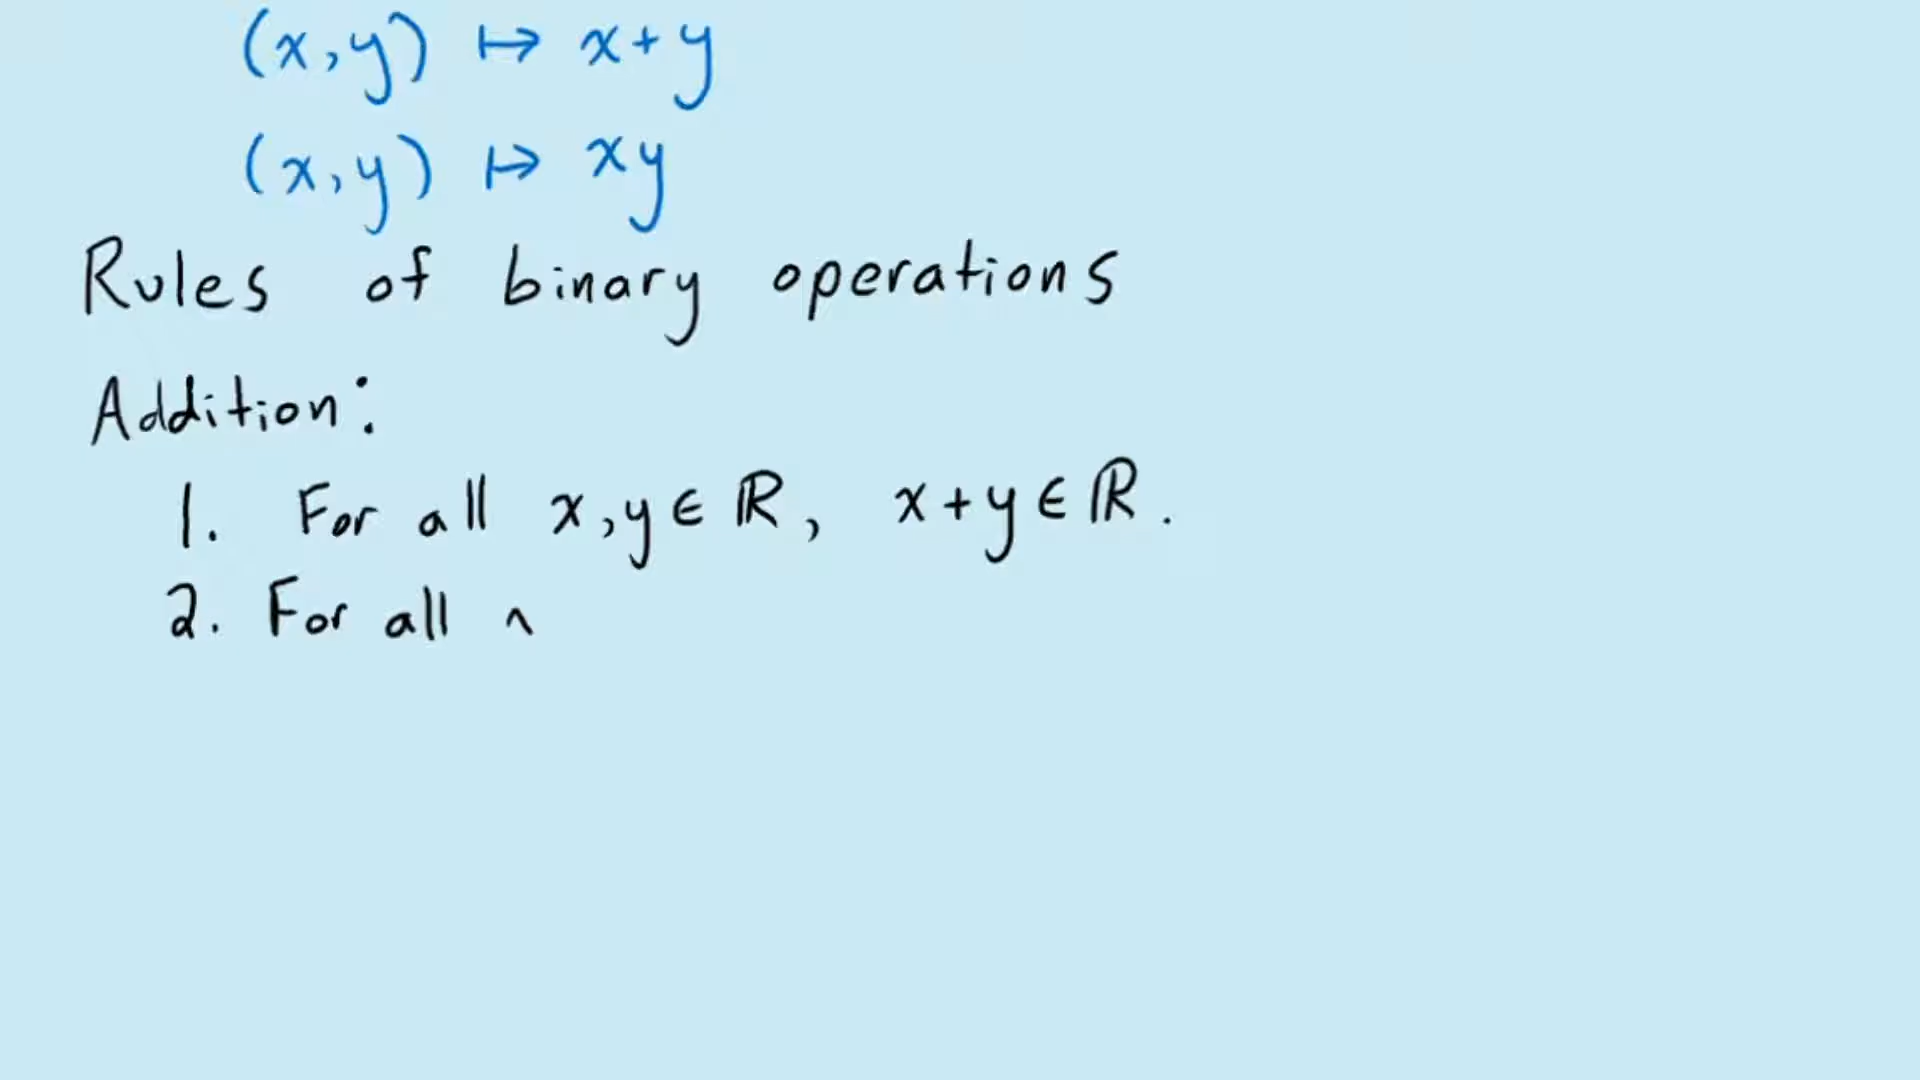 (x,y) ↦ x+y
(x,y) ↦ xy
Rules of binary operations
Addition:
1. For all x,y ∈ ℝ, x+y ∈ ℝ.
2. For all